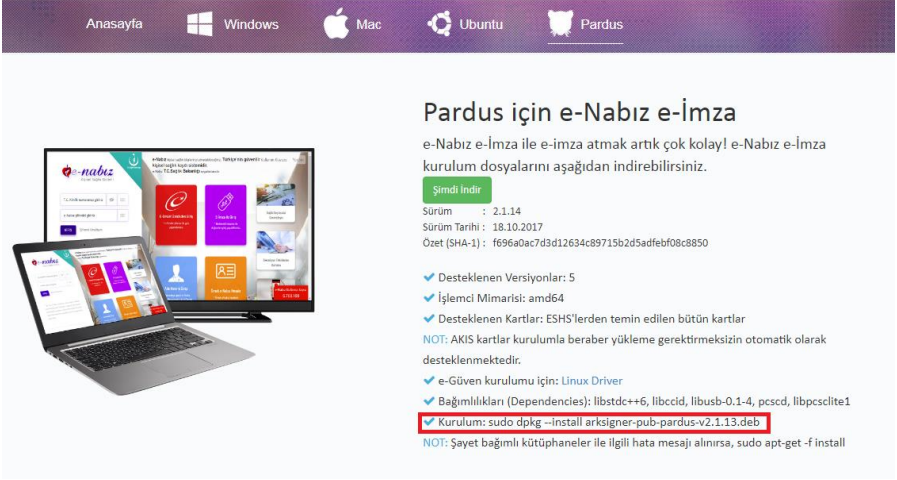 Anasayfa
Windows
Mac
Ubuntu
Pardus
Pardus için e-Nabız e-İmza
e-Nabız e-İmza ile e-imza atmak artık çok kolay! e-Nabız e-İmza
kurulum dosyalarını aşağıdan indirebilirsiniz.
Şimdi İndir
Sürüm : 2.1.14
Sürüm Tarihi : 18.10.2017
Özet (SHA-1) : f696a0ac7d3d12634c89715b2d5adfebf08c8850
Desteklenen Versiyonlar: 5
İşlemci Mimarisi: amd64
Desteklenen Kartlar: ESHS'lerden temin edilen bütün kartlar
NOT: AKIS kartlar kurulumla beraber yükleme gerektirmeksizin otomatik olarak
desteklenmektedir.
e-Güven kurulumu için: Linux Driver
Bağımlılıkları (Dependencies): libstdc++6, libccid, libusb-0.1-4, pcscd, libpcsclite1
Kurulum: sudo dpkg --install arksigner-pub-pardus-v2.1.13.deb
NOT: Şayet bağımlı kütüphaneler ile ilgili hata mesajı alınırsa, sudo apt-get -f install
e-nabız
e-nabız